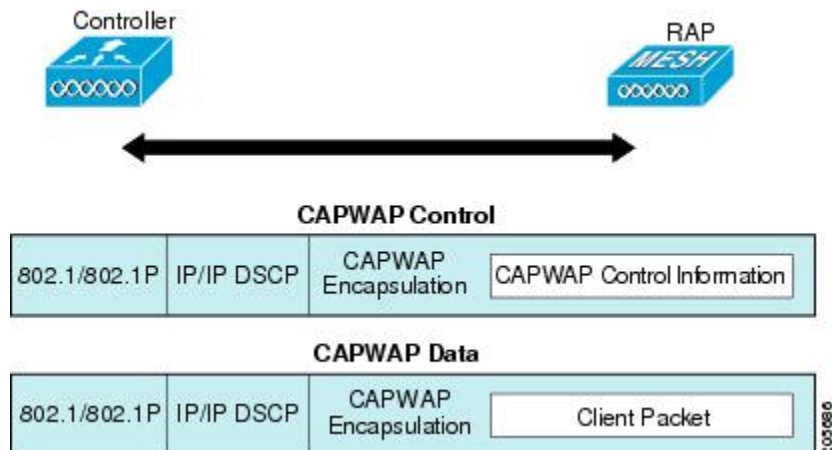 Controller
RAP
MESH
CAPWAP Control
802.1/802.1P IP/IP DSCP CAPWAP Encapsulation CAPWAP Control Information
CAPWAP Data
802.1/802.1P IP/IP DSCP CAPWAP Encapsulation Client Packet
205686